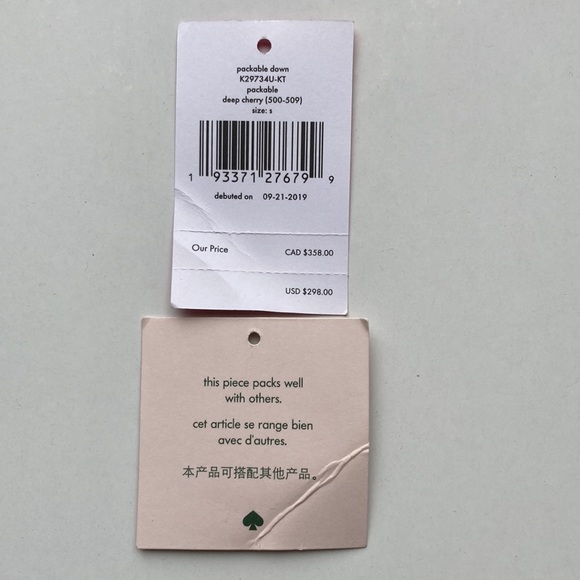 packable down
K29734U-KT
packable
deep cherry (500-509)
size: s
1 93371 27679 9
debuted on 09-21-2019
Our Price CAD $358.00
USD $298.00
this piece packs well
with others.
cet article se range bien
avec d'autres.
本产品可搭配其他产品。